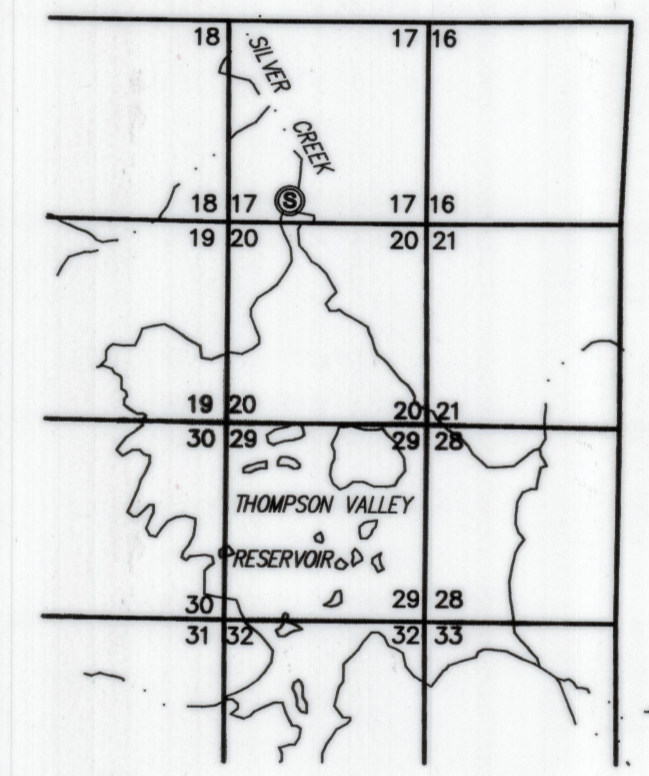 18 17 16
SILVER
CREEK
S
18 17 17 16
19 20 20 21
19 20 20 21
30 29 29 28
THOMPSON VALLEY
RESERVOIR
30 29 28
31 32 32 33